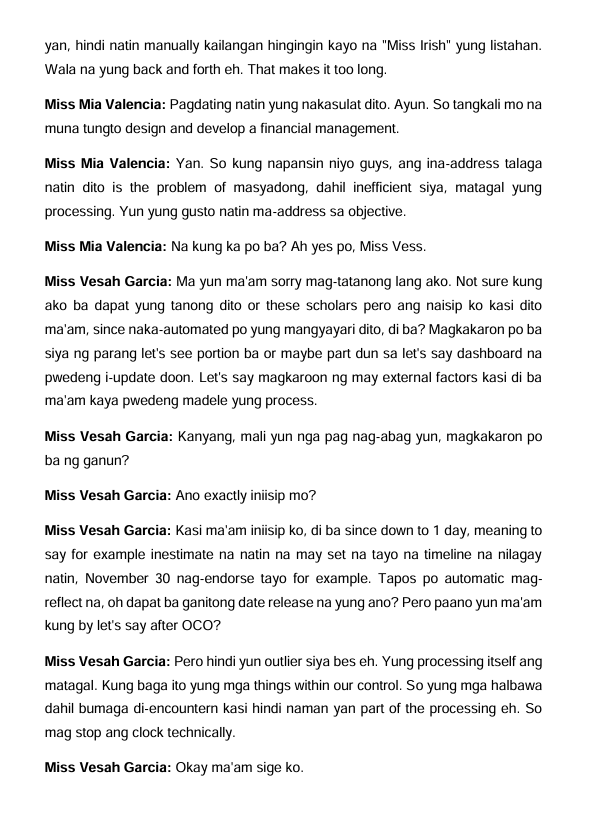 yan, hindi natin manually kailangan hingingin kayo na "Miss Irish" yung listahan.
Wala na yung back and forth eh. That makes it too long.
Miss Mia Valencia: Pagdating natin yung nakasulat dito. Ayun. So tangkali mo na
muna tungto design and develop a financial management.
Miss Mia Valencia: Yan. So kung napansin niyo guys, ang ina-address talaga
natin dito is the problem of masyadong, dahil inefficient siya, matagal yung
processing. Yun yung gusto natin ma-address sa objective.
Miss Mia Valencia: Na kung ka po ba? Ah yes po, Miss Vess.
Miss Vesah Garcia: Ma yun ma'am sorry mag-tatanong lang ako. Not sure kung
ako ba dapat yung tanong dito or these scholars pero ang naisip ko kasi dito
ma'am, since naka-automated po yung mangyayari dito, di ba? Magkakaron po ba
siya ng parang let's see portion ba or maybe part dun sa let's say dashboard na
pwedeng i-update doon. Let's say magkaroon ng may external factors kasi di ba
ma'am kaya pwedeng madele yung process.
Miss Vesah Garcia: Kanyang, mali yun nga pag nag-abag yun, magkakaron po
ba ng ganun?
Miss Vesah Garcia: Ano exactly iniisip mo?
Miss Vesah Garcia: Kasi ma'am iniisip ko, di ba since down to 1 day, meaning to
say for example inestimate na natin na may set na tayo na timeline na nilagay
natin, November 30 nag-endorse tayo for example. Tapos po automatic mag-
reflect na, oh dapat ba ganitong date release na yung ano? Pero paano yun ma'am
kung by let's say after OCO?
Miss Vesah Garcia: Pero hindi yun outlier siya bes eh. Yung processing itself ang
matagal. Kung baga ito yung mga things within our control. So yung mga halbawa
dahil bumaga di-encountern kasi hindi naman yan part of the processing eh. So
mag stop ang clock technically.
Miss Vesah Garcia: Okay ma'am sige ko.